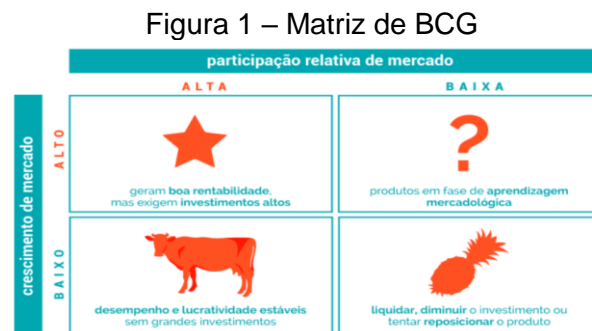 Figura 1 – Matriz de BCG
participação relativa de mercado
ALTA
BAIXA
crescimento de mercado
ALTO
geram boa rentabilidade,
mas exigem investimentos altos
?
produtos em fase de aprendizagem
mercadológica
BAIXO
desempenho e lucratividade estáveis
sem grandes investimentos
liquidar, diminuir o investimento ou
tentar reposicionar o produto